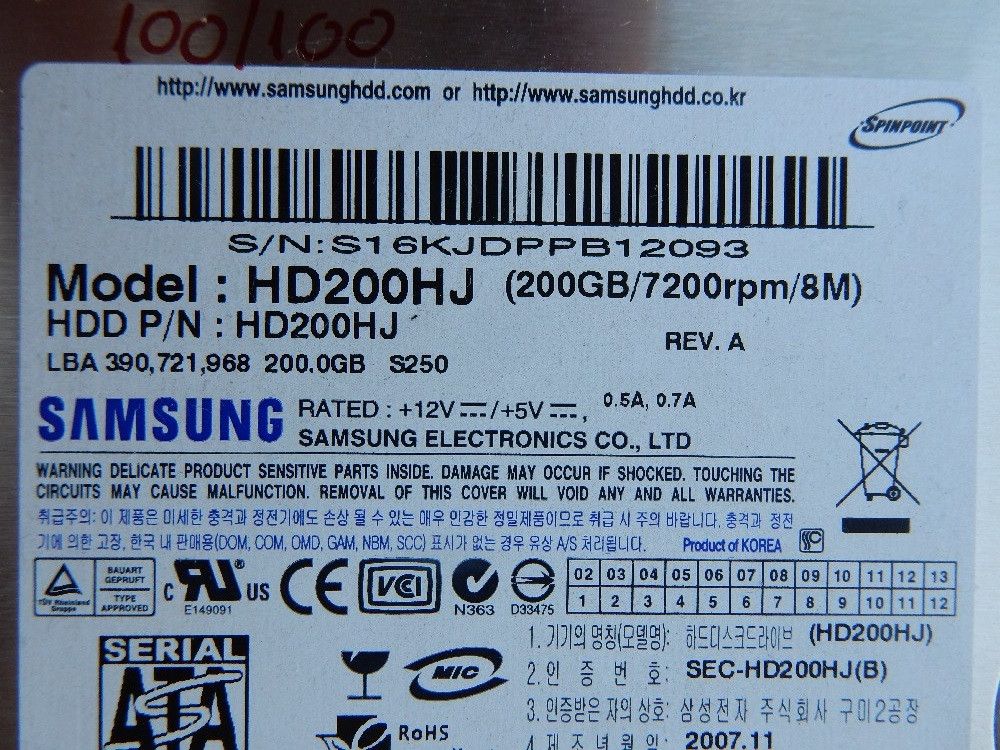 100/100
http://www.samsunghdd.com or http://www.samsunghdd.co.kr
SPINPOINT
S/N:S16KJDPPB12093
Model : HD200HJ (200GB/7200rpm/8M)
HDD P/N : HD200HJ
REV. A
LBA 390,721,968 200.0GB S250
SAMSUNG
RATED : +12V⎓/+5V⎓, 0.5A, 0.7A
SAMSUNG ELECTRONICS CO., LTD
WARNING DELICATE PRODUCT SENSITIVE PARTS INSIDE. DAMAGE MAY OCCUR IF SHOCKED. TOUCHING THE
CIRCUITS MAY CAUSE MALFUNCTION. REMOVAL OF THIS COVER WILL VOID ANY AND ALL WARRANTIES.
취급주의: 이 제품은 미세한 충격과 정전기에도 손상 될 수 있는 매우 민감한 정밀제품이므로 취급 시 주의 바랍니다. 충격과 정전
기에 의한 고장, 한국 내 판매용(DOM, COM, OMD, GAM, NBM, SCC) 표시가 없는 경우 유상 A/S 처리됩니다. Product of KOREA
TÜV Rheinland
Gruppe
BAUART
GEPRUFT
TYPE
APPROVED
c RU ® US
E149091
CE
VCI
N363
D33475
02 03 04 05 06 07 08 09 10 11 12 13
1 2 3 4 5 6 7 8 9 10 11 12
1. 기기의 명칭(모델명): 하드디스크드라이브 (HD200HJ)
2. 인 증 번 호: SEC-HD200HJ(B)
3. 인증받은 자의 상호: 삼성전자 주식회사 구미2공장
4. 제 조 년 월 일: 2007.11
SERIAL
ATA
MIC
RoHS